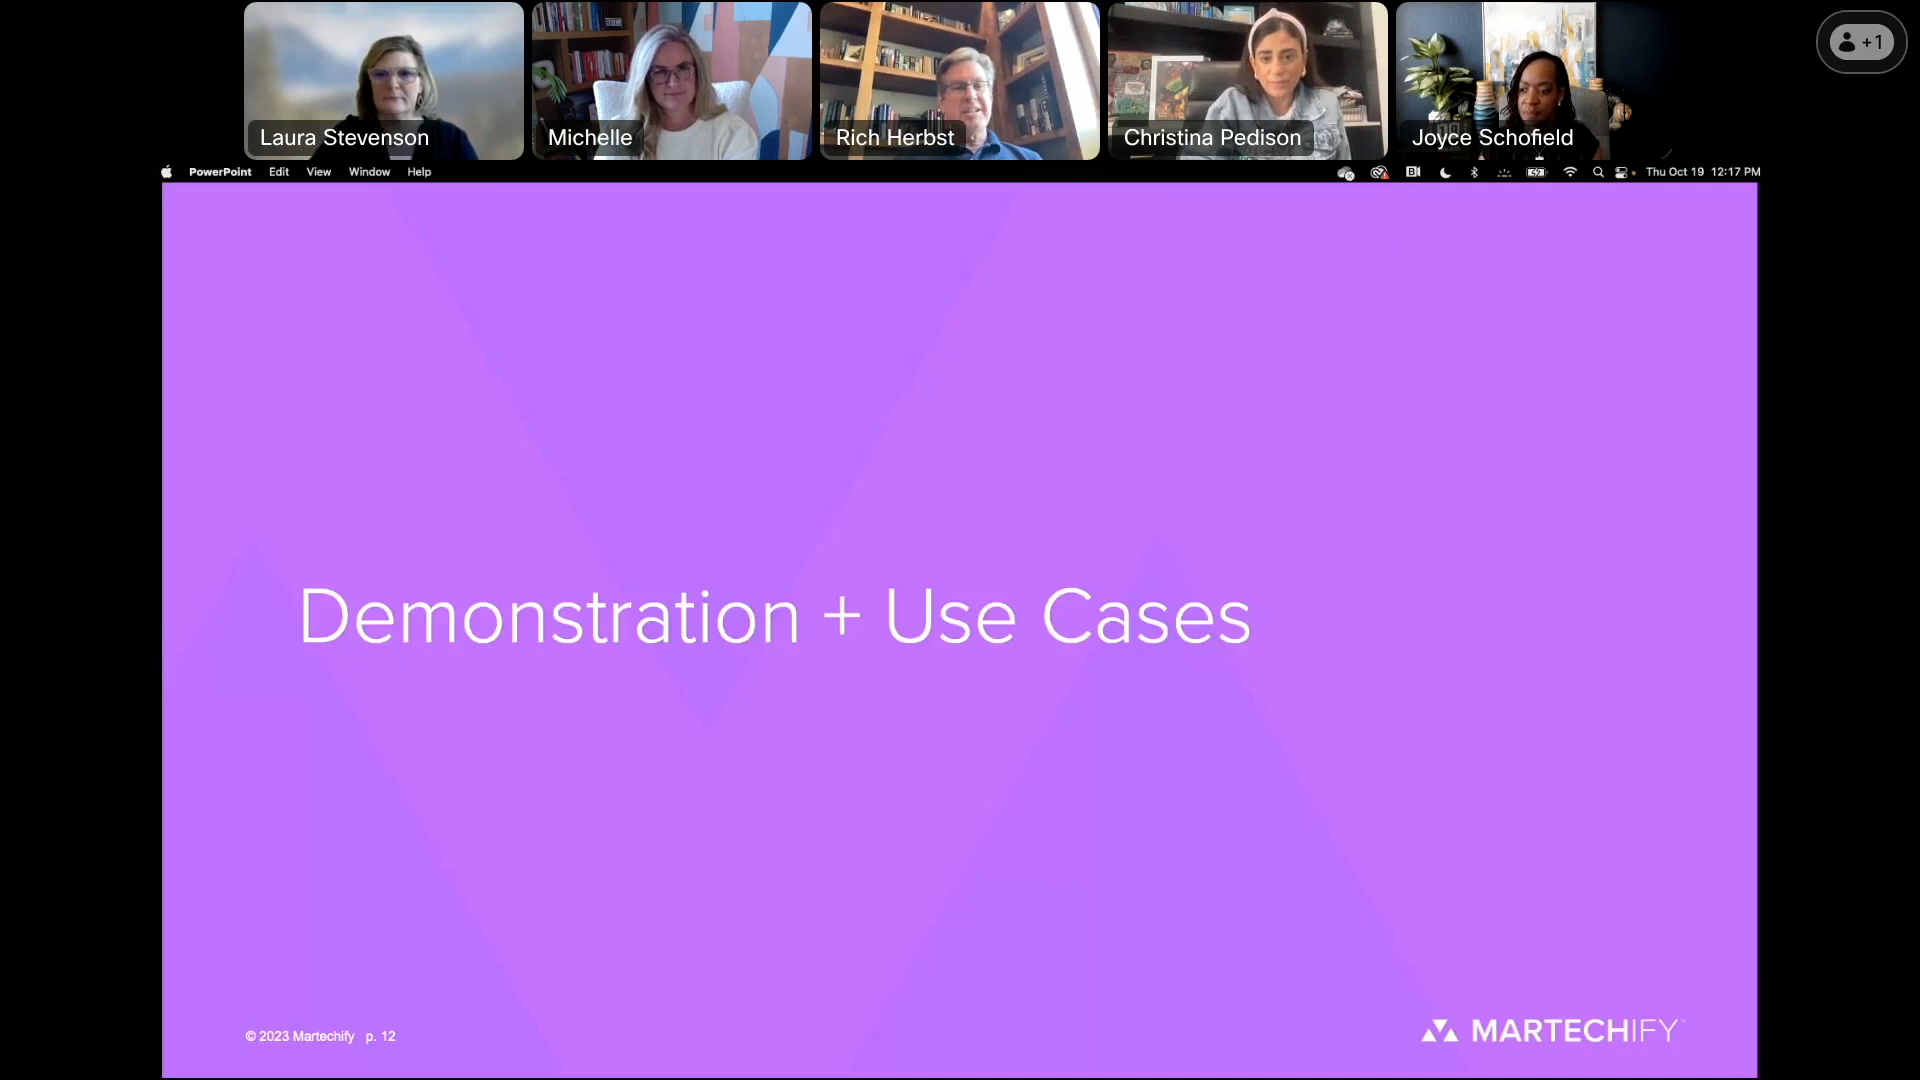 Laura Stevenson
Michelle
Rich Herbst
Christina Pedison
Joyce Schofield
+1
PowerPoint Edit View Window Help
Thu Oct 19 12:17 PM
Demonstration + Use Cases
© 2023 Martechify p. 12
MARTECHIFY™